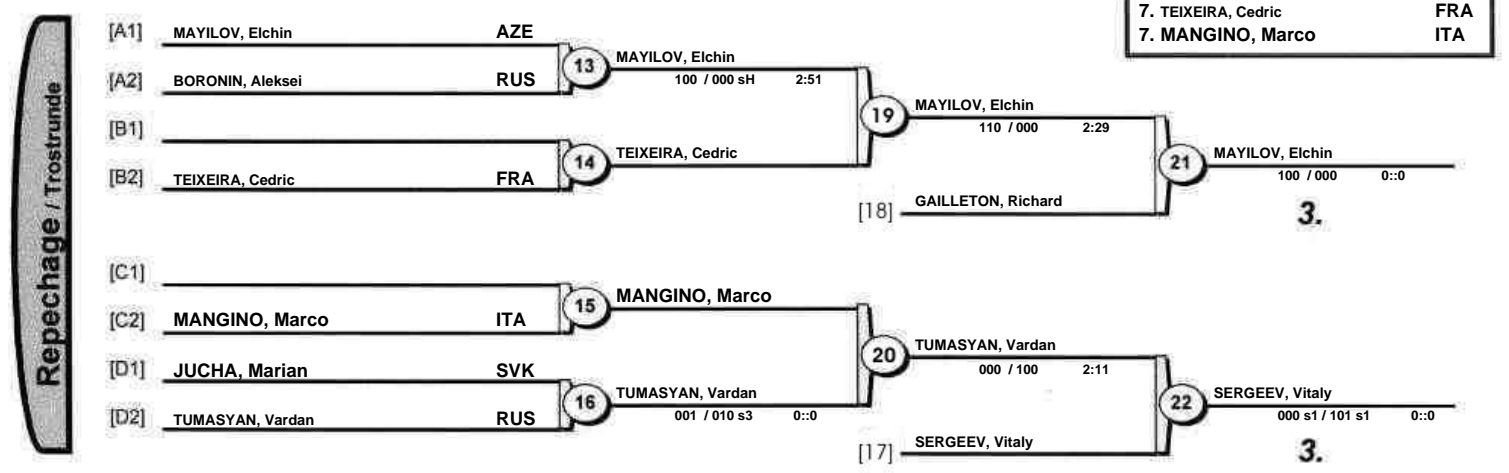 7. TEIXEIRA, Cedric FRA
7. MANGINO, Marco ITA
Repechage / Trostrunde
[A1] MAYILOV, Elchin AZE
[A2] BORONIN, Aleksei RUS
13 MAYILOV, Elchin
100 / 000 sH 2:51
[B1]
[B2] TEIXEIRA, Cedric FRA
14 TEIXEIRA, Cedric
19 MAYILOV, Elchin
110 / 000 2:29
[18] GAILLETON, Richard
21 MAYILOV, Elchin
100 / 000 0::0
3.
[C1]
[C2] MANGINO, Marco ITA
15 MANGINO, Marco
[D1] JUCHA, Marian SVK
[D2] TUMASYAN, Vardan RUS
16 TUMASYAN, Vardan
001 / 010 s3 0::0
20 TUMASYAN, Vardan
000 / 100 2:11
[17] SERGEEV, Vitaly
22 SERGEEV, Vitaly
000 s1 / 101 s1 0::0
3.